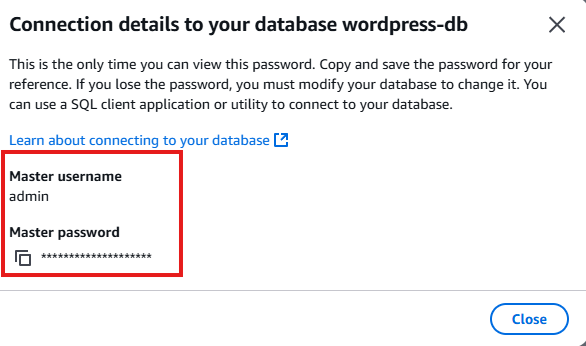 Connection details to your database wordpress-db
This is the only time you can view this password. Copy and save the password for your
reference. If you lose the password, you must modify your database to change it. You
can use a SQL client application or utility to connect to your database.
Learn about connecting to your database
Master username
admin
Master password
********************
Close